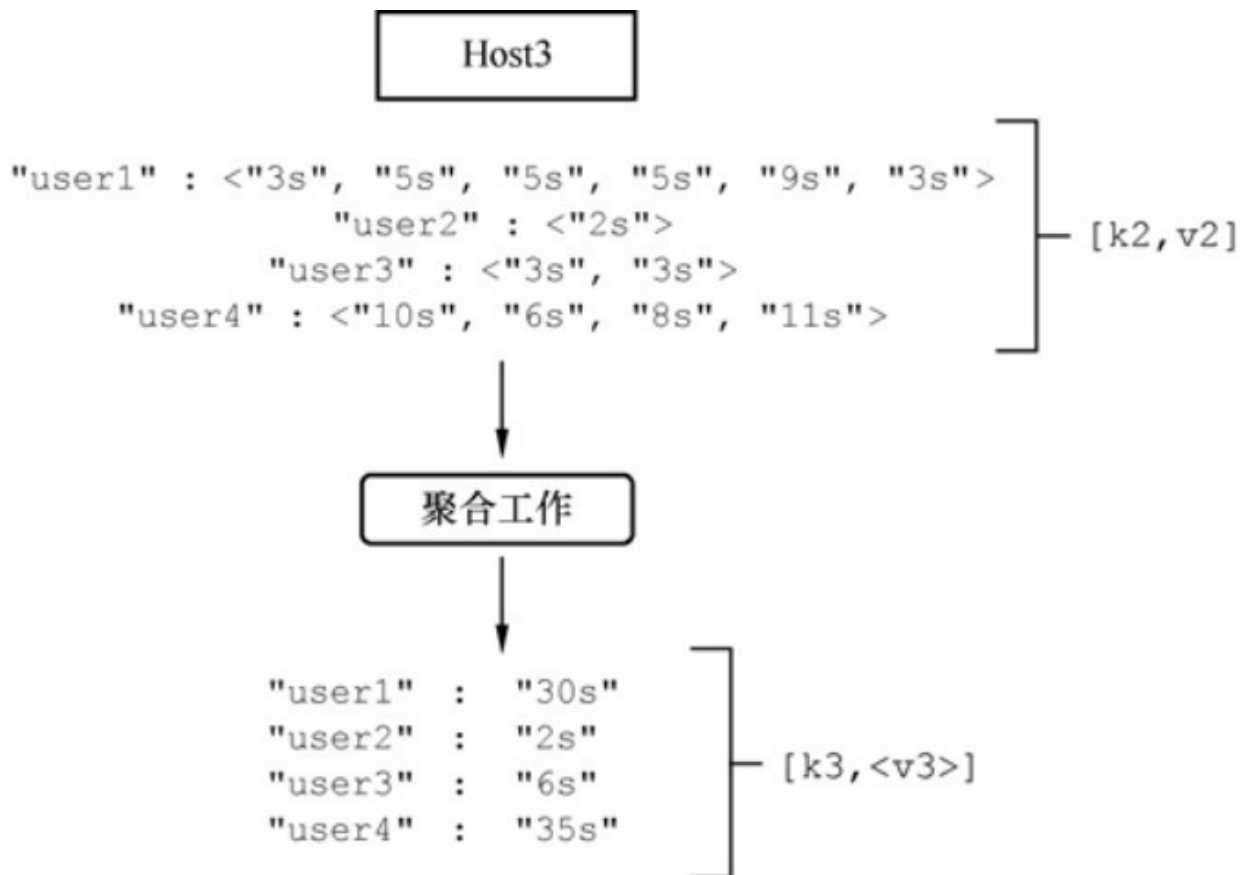 Host3
"user1" : <"3s", "5s", "5s", "5s", "9s", "3s">
"user2" : <"2s">
"user3" : <"3s", "3s">
"user4" : <"10s", "6s", "8s", "11s">
[k2,v2]
聚合工作
"user1" : "30s"
"user2" : "2s"
"user3" : "6s"
"user4" : "35s"
[k3,<v3>]